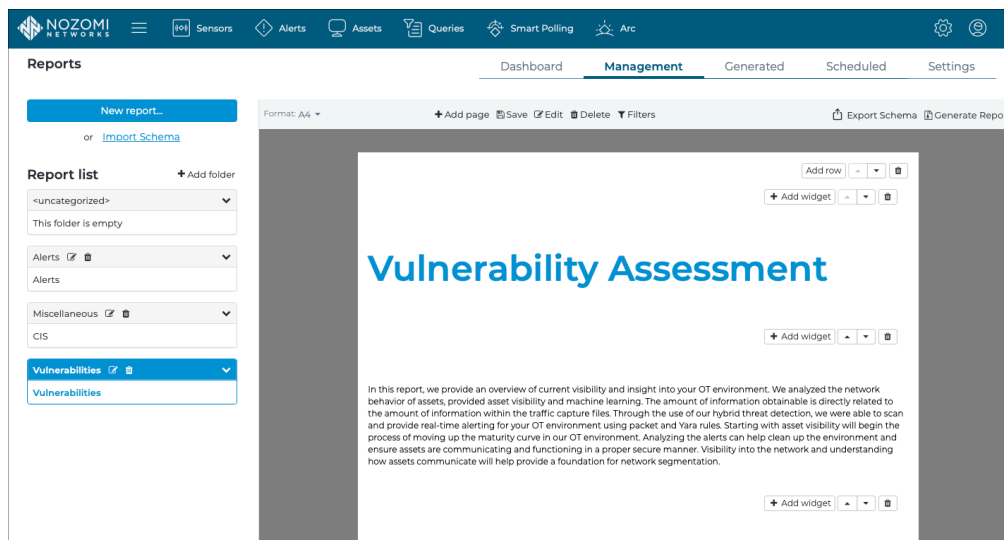 NOZOMI
NETWORKS
Sensors
Alerts
Assets
Queries
Smart Polling
Arc
Reports
Dashboard
Management
Generated
Scheduled
Settings
New report...
or Import Schema
Format: A4
Add page
Save
Edit
Delete
Filters
Export Schema
Generate Repo
Report list
Add folder
<uncategorized>
This folder is empty
Alerts
Alerts
Miscellaneous
CIS
Vulnerabilities
Vulnerabilities
Add row
Add widget
Vulnerability Assessment
Add widget
In this report, we provide an overview of current visibility and insight into your OT environment. We analyzed the network
behavior of assets, provided asset visibility and machine learning. The amount of information obtainable is directly related to
the amount of information within the traffic capture files. Through the use of our hybrid threat detection, we were able to scan
and provide real-time alerting for your OT environment using packet and Yara rules. Starting with asset visibility will begin the
process of moving up the maturity curve in our OT environment. Analyzing the alerts can help clean up the environment and
ensure assets are communicating and functioning in a proper secure manner. Visibility into the network and understanding
how assets communicate will help provide a foundation for network segmentation.
Add widget